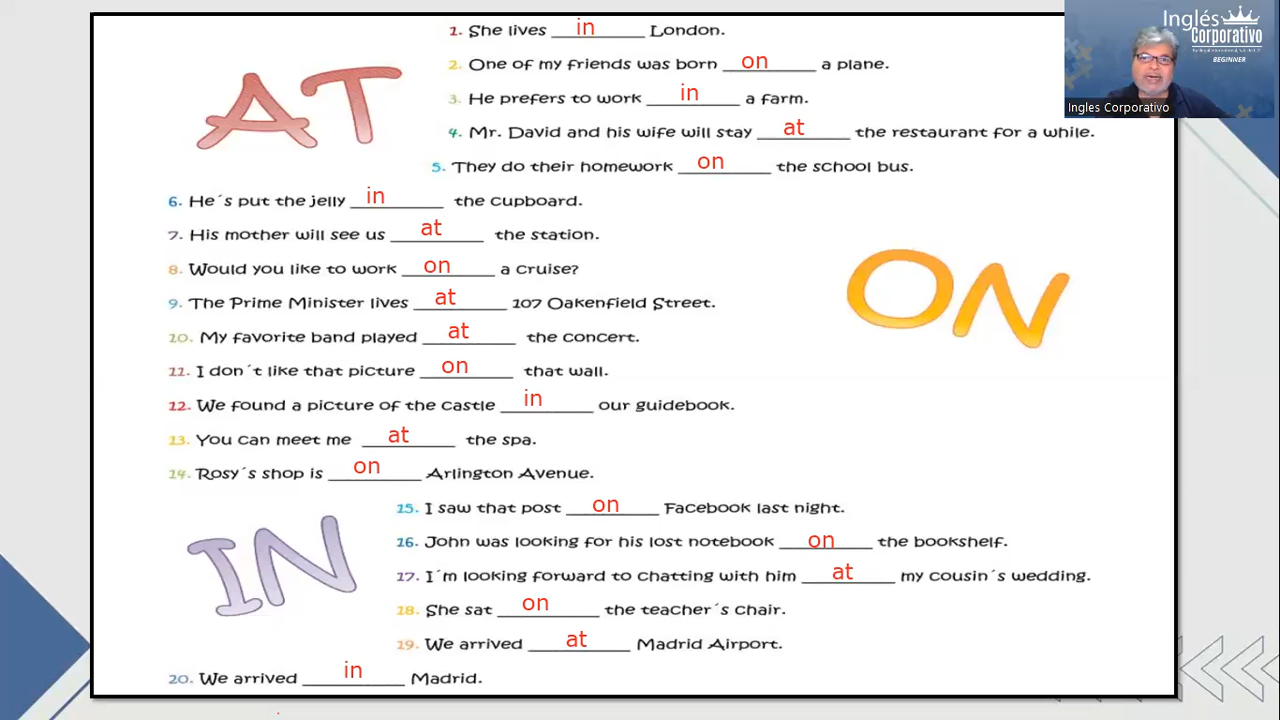 1. She lives in London.
2. One of my friends was born on a plane.
3. He prefers to work in a farm.
4. Mr. David and his wife will stay at the restaurant for a while.
5. They do their homework on the school bus.
AT
6. He´s put the jelly in the cupboard.
7. His mother will see us at the station.
8. Would you like to work on a cruise?
9. The Prime Minister lives at 107 Oakenfield Street.
10. My favorite band played at the concert.
11. I don´t like that picture on that wall.
12. We found a picture of the castle in our guidebook.
13. You can meet me at the spa.
14. Rosy´s shop is on Arlington Avenue.
ON
15. I saw that post on Facebook last night.
16. John was looking for his lost notebook on the bookshelf.
17. I´m looking forward to chatting with him at my cousin´s wedding.
18. She sat on the teacher´s chair.
19. We arrived at Madrid Airport.
IN
20. We arrived in Madrid.
Inglés
Corporativo
BEGINNER
Ingles Corporativo